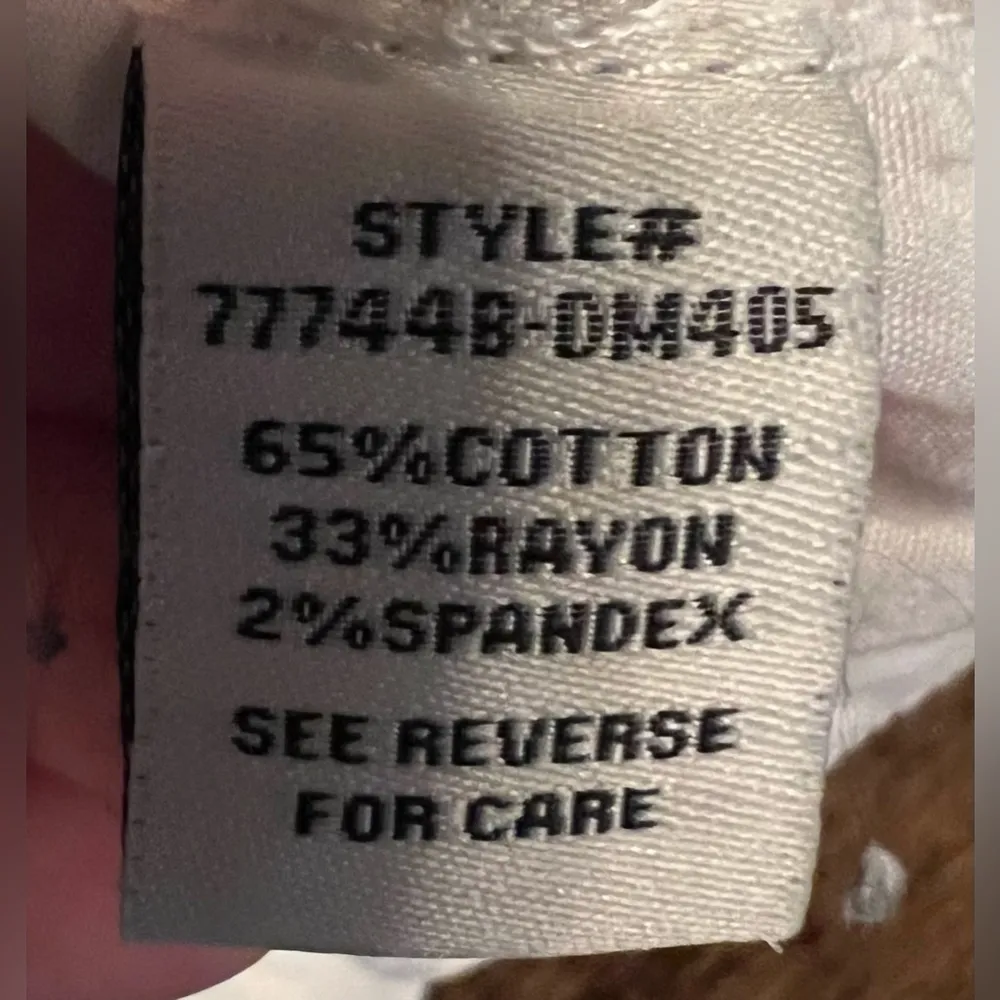 STYLE#
777448-DM405
65%COTTON
33%RAYON
2%SPANDEX
SEE REVERSE
FOR CARE